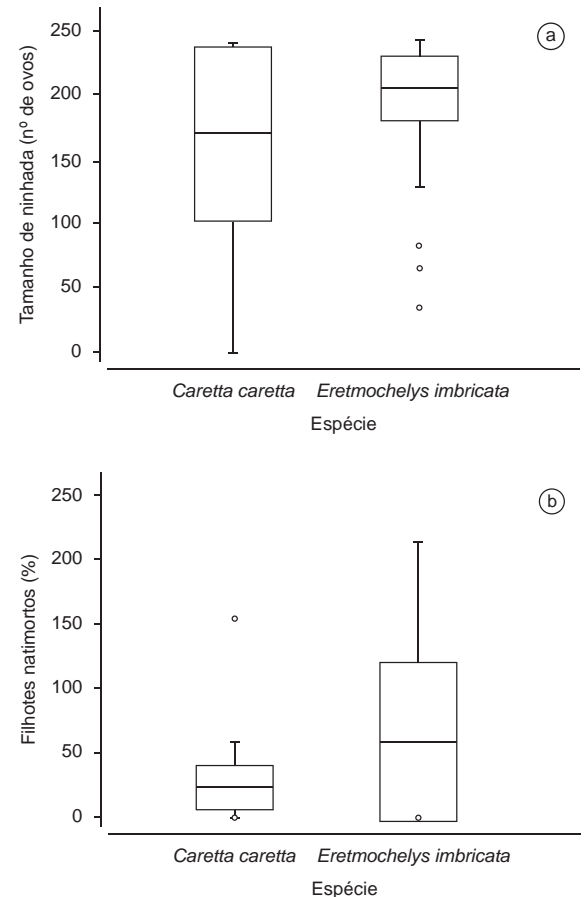 a
Tamanho de ninhada (nº de ovos)
250
200
150
100
50
0
Caretta caretta
Eretmochelys imbricata
Espécie
b
Filhotes natimortos (%)
250
200
150
100
50
0
Caretta caretta
Eretmochelys imbricata
Espécie